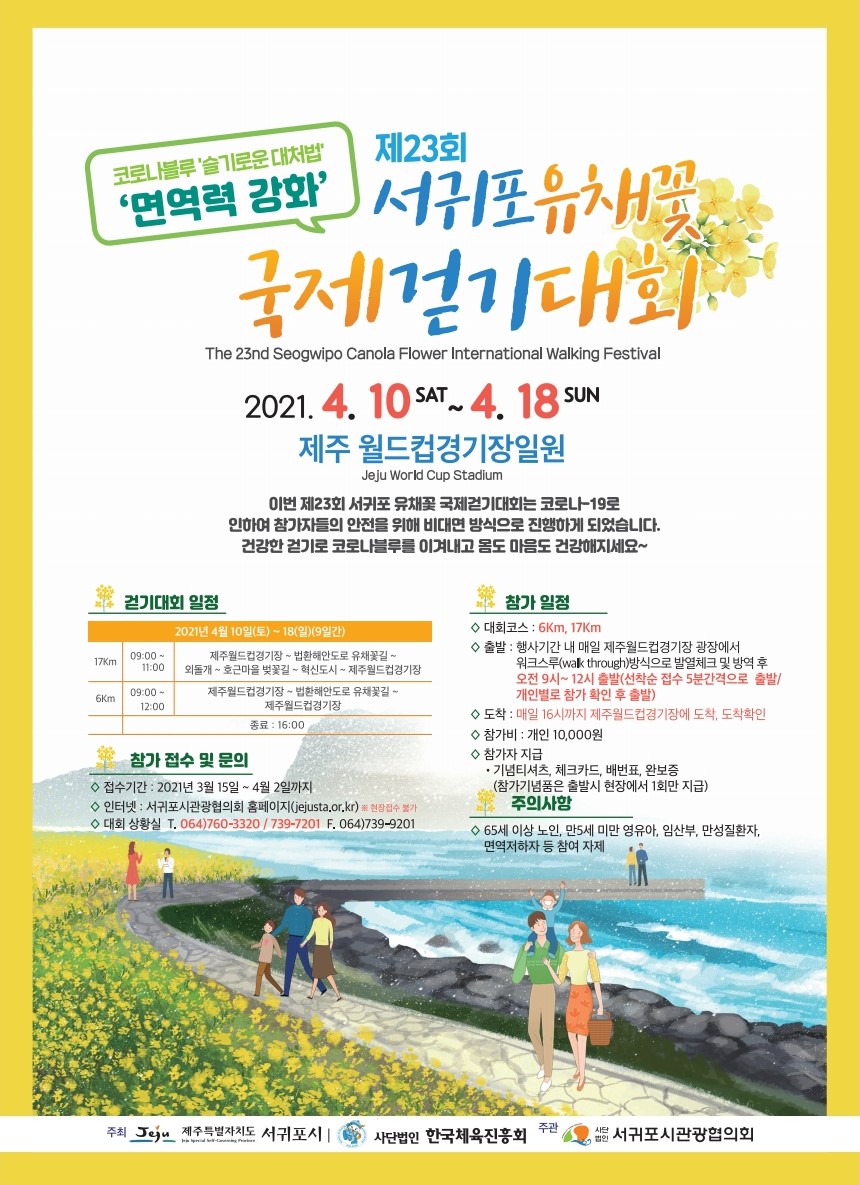 코로나블루 '슬기로운 대처법'
'면역력 강화'
제23회
서귀포유채꽃
국제걷기대회
The 23nd Seogwipo Canola Flower International Walking Festival
2021. 4. 10 SAT ~ 4. 18 SUN
제주 월드컵경기장일원
Jeju World Cup Stadium
이번 제23회 서귀포 유채꽃 국제걷기대회는 코로나-19로
인하여 참가자들의 안전을 위해 비대면 방식으로 진행하게 되었습니다.
건강한 걷기로 코로나블루를 이겨내고 몸도 마음도 건강해지세요~
걷기대회 일정
2021년 4월 10일(토) ~ 18(일)(9일간)
17Km 09:00 ~ 11:00 제주월드컵경기장 ~ 법환해안도로 유채꽃길 ~
외돌개 ~ 호근마을 벚꽃길 ~ 혁신도시 ~ 제주월드컵경기장
6Km 09:00 ~ 12:00 제주월드컵경기장 ~ 법환해안도로 유채꽃길 ~
제주월드컵경기장
종료 : 16:00
참가 접수 및 문의
◇ 접수기간 : 2021년 3월 15일 ~ 4월 2일까지
◇ 인터넷 : 서귀포시관광협의회 홈페이지(jejusta.or.kr) ※ 현장접수 불가
◇ 대회 상황실 T. 064)760-3320 / 739-7201 F. 064)739-9201
참가 일정
◇ 대회코스 : 6Km, 17Km
◇ 출발 : 행사기간 내 매일 제주월드컵경기장 광장에서
워크스루(walk through)방식으로 발열체크 및 방역 후
오전 9시~ 12시 출발(선착순 접수 5분간격으로 출발/
개인별로 참가 확인 후 출발)
◇ 도착 : 매일 16시까지 제주월드컵경기장에 도착, 도착확인
◇ 참가비 : 개인 10,000원
◇ 참가자 지급
• 기념티셔츠, 체크카드, 배번표, 완보증
(참가기념품은 출발시 현장에서 1회만 지급)
주의사항
◇ 65세 이상 노인, 만5세 미만 영유아, 임산부, 만성질환자,
면역저하자 등 참여 자제
주최 Jeju 제주특별자치도 Jeju Special Self-Governing Province 서귀포시 | 사단법인 한국체육진흥회 주관 사단법인 서귀포시관광협의회